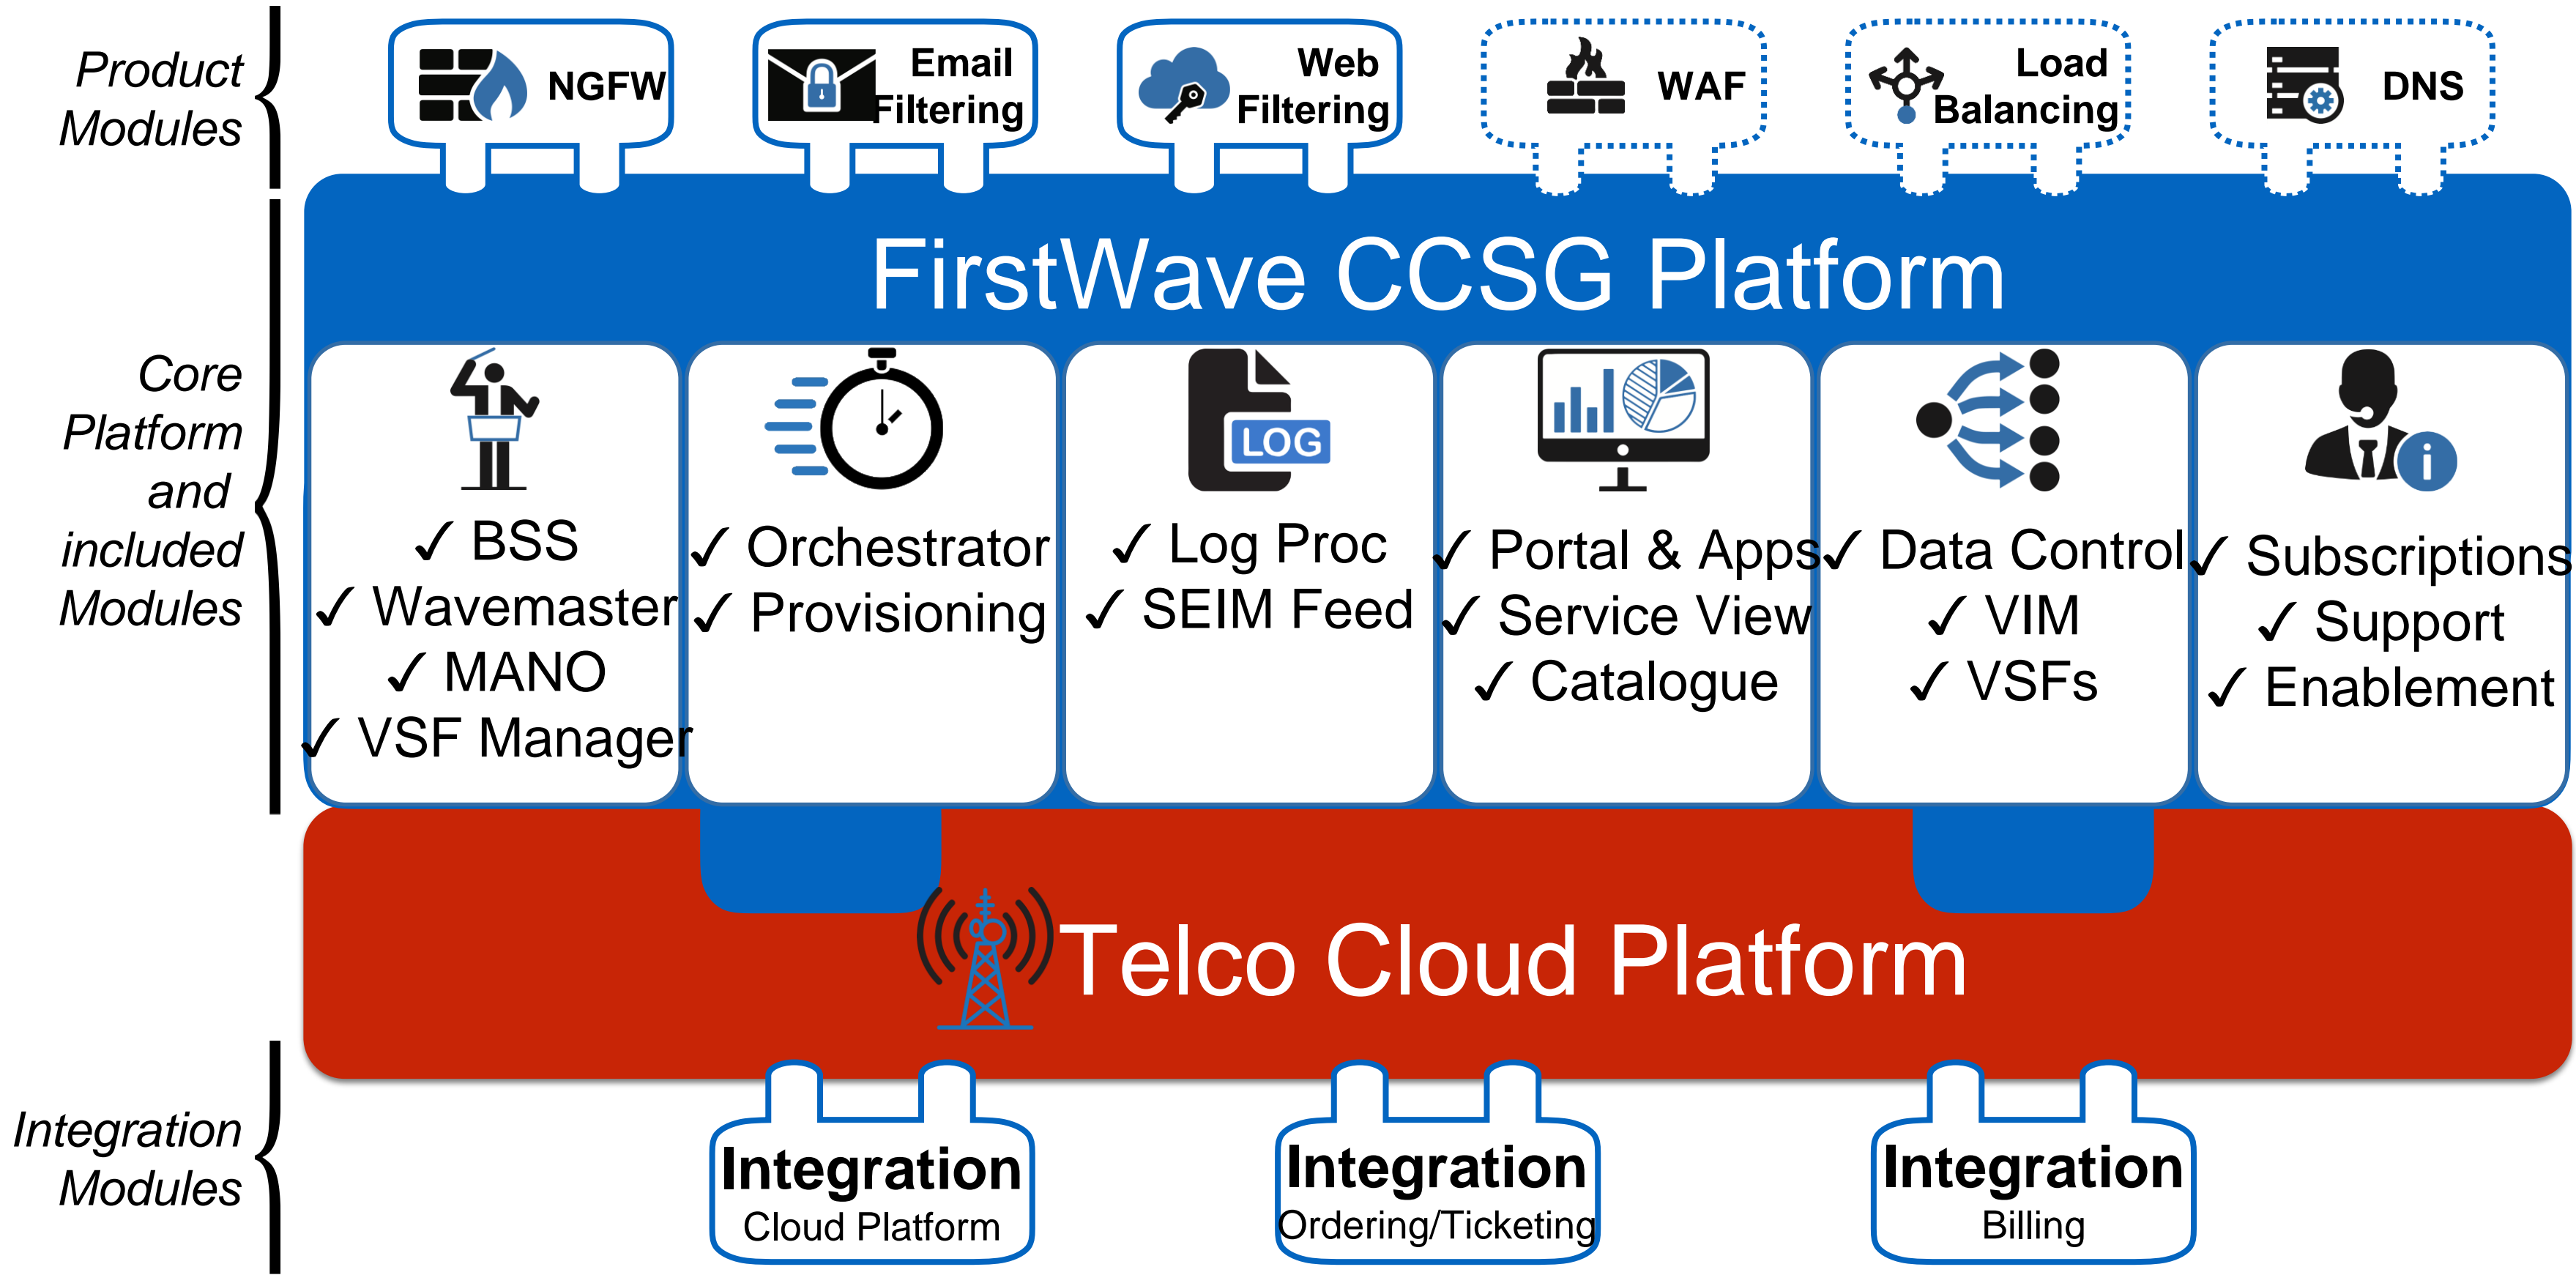 Product
Modules
NGFW
Email
Filtering
Web
Filtering
WAF
Load
Balancing
DNS
FirstWave CCSG Platform
Core
Platform
and
included
Modules
LOG
i
✓ BSS
✓ Wavemaster
✓ MANO
✓ VSF Manager
✓ Orchestrator
✓ Provisioning
✓ Log Proc
✓ SEIM Feed
✓ Portal & Apps
✓ Service View
✓ Catalogue
✓ Data Control
✓ VIM
✓ VSFs
✓ Subscriptions
✓ Support
✓ Enablement
Telco Cloud Platform
Integration
Modules
Integration
Cloud Platform
Integration
Ordering/Ticketing
Integration
Billing